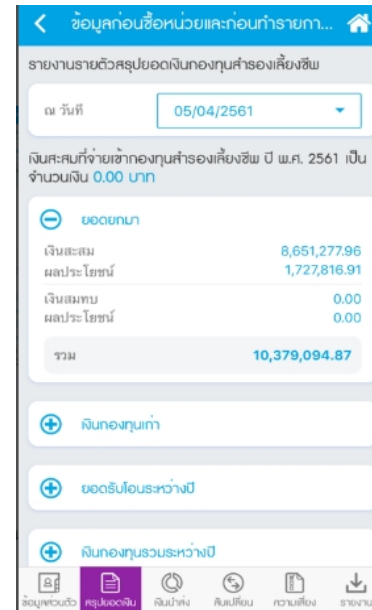 ข้อมูลก่อนซื้อหน่วยและก่อนทำรายกา...
รายงานรายตัวสรุปยอดเงินกองทุนสำรองเลี้ยงชีพ
ณ วันที่ 05/04/2561
เงินสะสมที่จ่ายเข้ากองทุนสำรองเลี้ยงชีพ ปี พ.ศ. 2561 เป็น
จำนวนเงิน 0.00 บาท
ยอดยกมา
เงินสะสม 8,651,277.96
ผลประโยชน์ 1,727,816.91
เงินสมทบ 0.00
ผลประโยชน์ 0.00
รวม 10,379,094.87
เงินกองทุนเก่า
ยอดรับโอนระหว่างปี
เงินกองทุนรวมระหว่างปี
ข้อมูลส่วนตัว สรุปยอดเงิน เงินนำส่ง สับเปลี่ยน ความเสี่ยง รายงาน